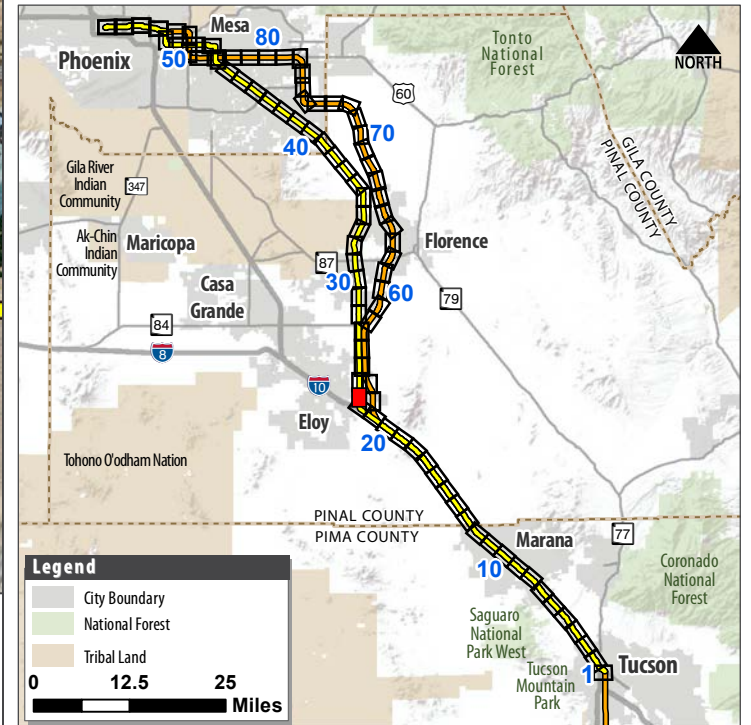 Mesa
80
Phoenix
50
Tonto
National
Forest
NORTH
60
70
40
GILA COUNTY
PINAL COUNTY
Gila River
Indian
Community
347
Ak-Chin
Indian
Community
Maricopa
87
Florence
Casa
Grande
30
60
79
84
8
10
Eloy
20
Tohono O'odham Nation
PINAL COUNTY
PIMA COUNTY
Marana
77
10
Coronado
National
Forest
Saguaro
National
Park West
Tucson
Mountain
Park
1
Tucson
Legend
City Boundary
National Forest
Tribal Land
0 12.5 25
Miles